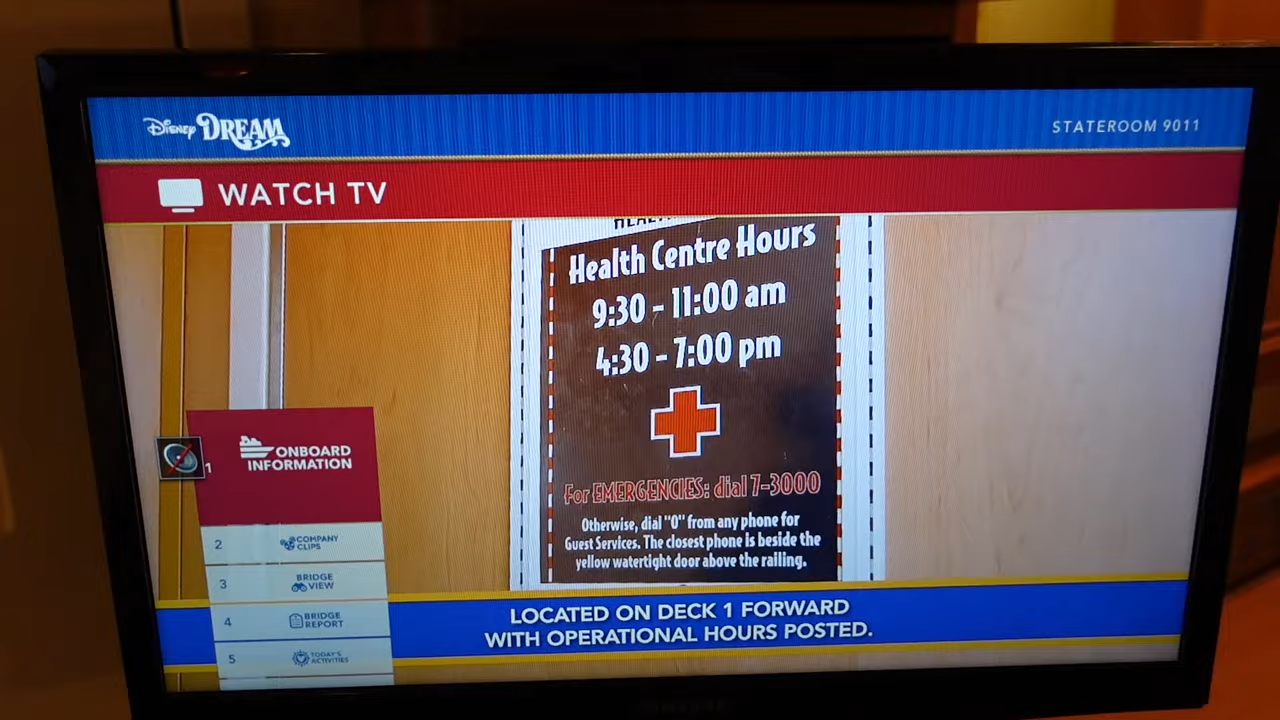 Disney DREAM
STATEROOM 9011
WATCH TV
Health Centre Hours
9:30 - 11:00 am
4:30 - 7:00 pm
For EMERGENCIES: dial 7-3000
Otherwise, dial "0" from any phone for
Guest Services. The closest phone is beside the
yellow watertight door above the railing.
1
ONBOARD
INFORMATION
2 COMPANY
CLIPS
3 BRIDGE
VIEW
4 BRIDGE
REPORT
5 TODAY'S
ACTIVITIES
LOCATED ON DECK 1 FORWARD
WITH OPERATIONAL HOURS POSTED.